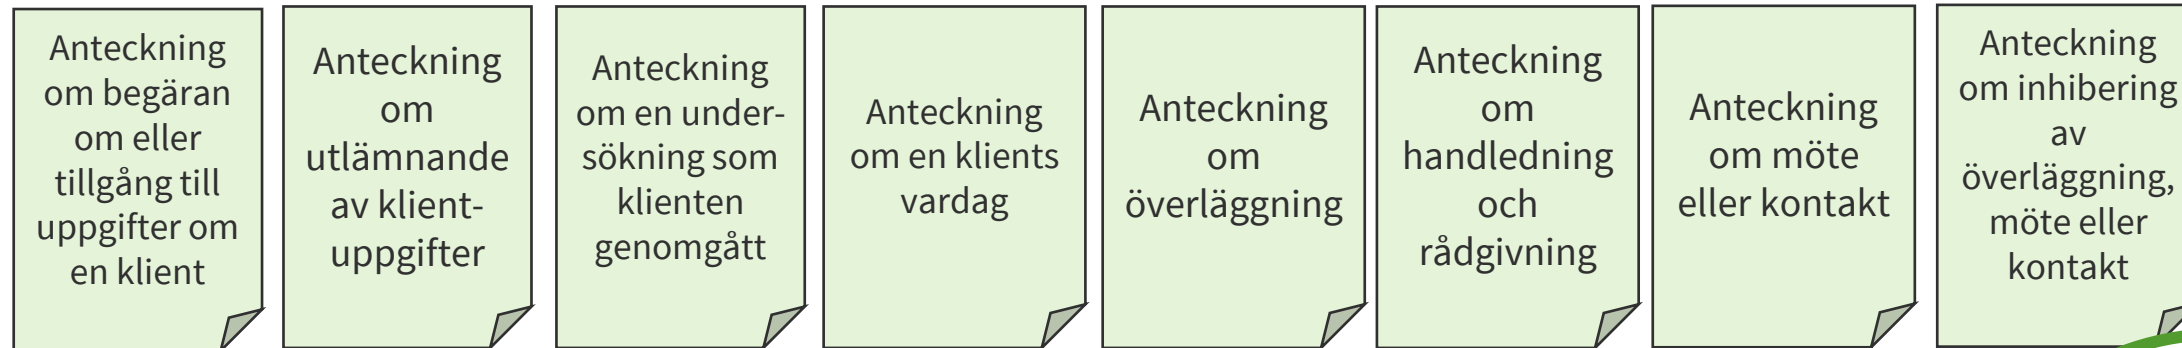 Anteckning
om begäran
om eller
tillgång till
uppgifter om
en klient
Anteckning
om
utlämnande
av klient-
uppgifter
Anteckning
om en under-
sökning som
klienten
genomgått
Anteckning
om en klients
vardag
Anteckning
om
överläggning
Anteckning
om
handledning
och
rådgivning
Anteckning
om möte
eller kontakt
Anteckning
om inhibering
av
överläggning,
möte eller
kontakt